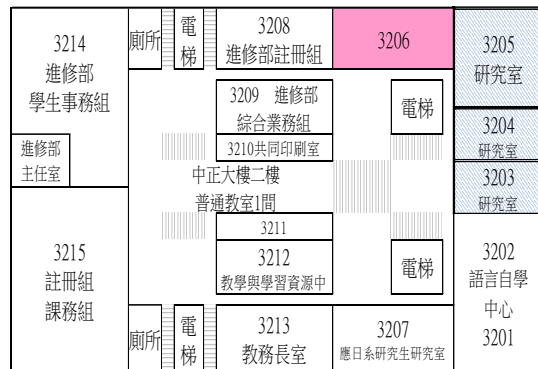 3214
進修部
學生事務組
廁所
電
梯
3208
進修部註冊組
3206
3205
研究室
3209 進修部
綜合業務組
電梯
3204
研究室
進修部
主任室
3210共同印刷室
中正大樓二樓
普通教室1間
3203
研究室
3211
3215
註冊組
課務組
3212
教學與學習資源中
電梯
3202
語言自學
中心
3201
廁所
電
梯
3213
教務長室
3207
應日系研究生研究室